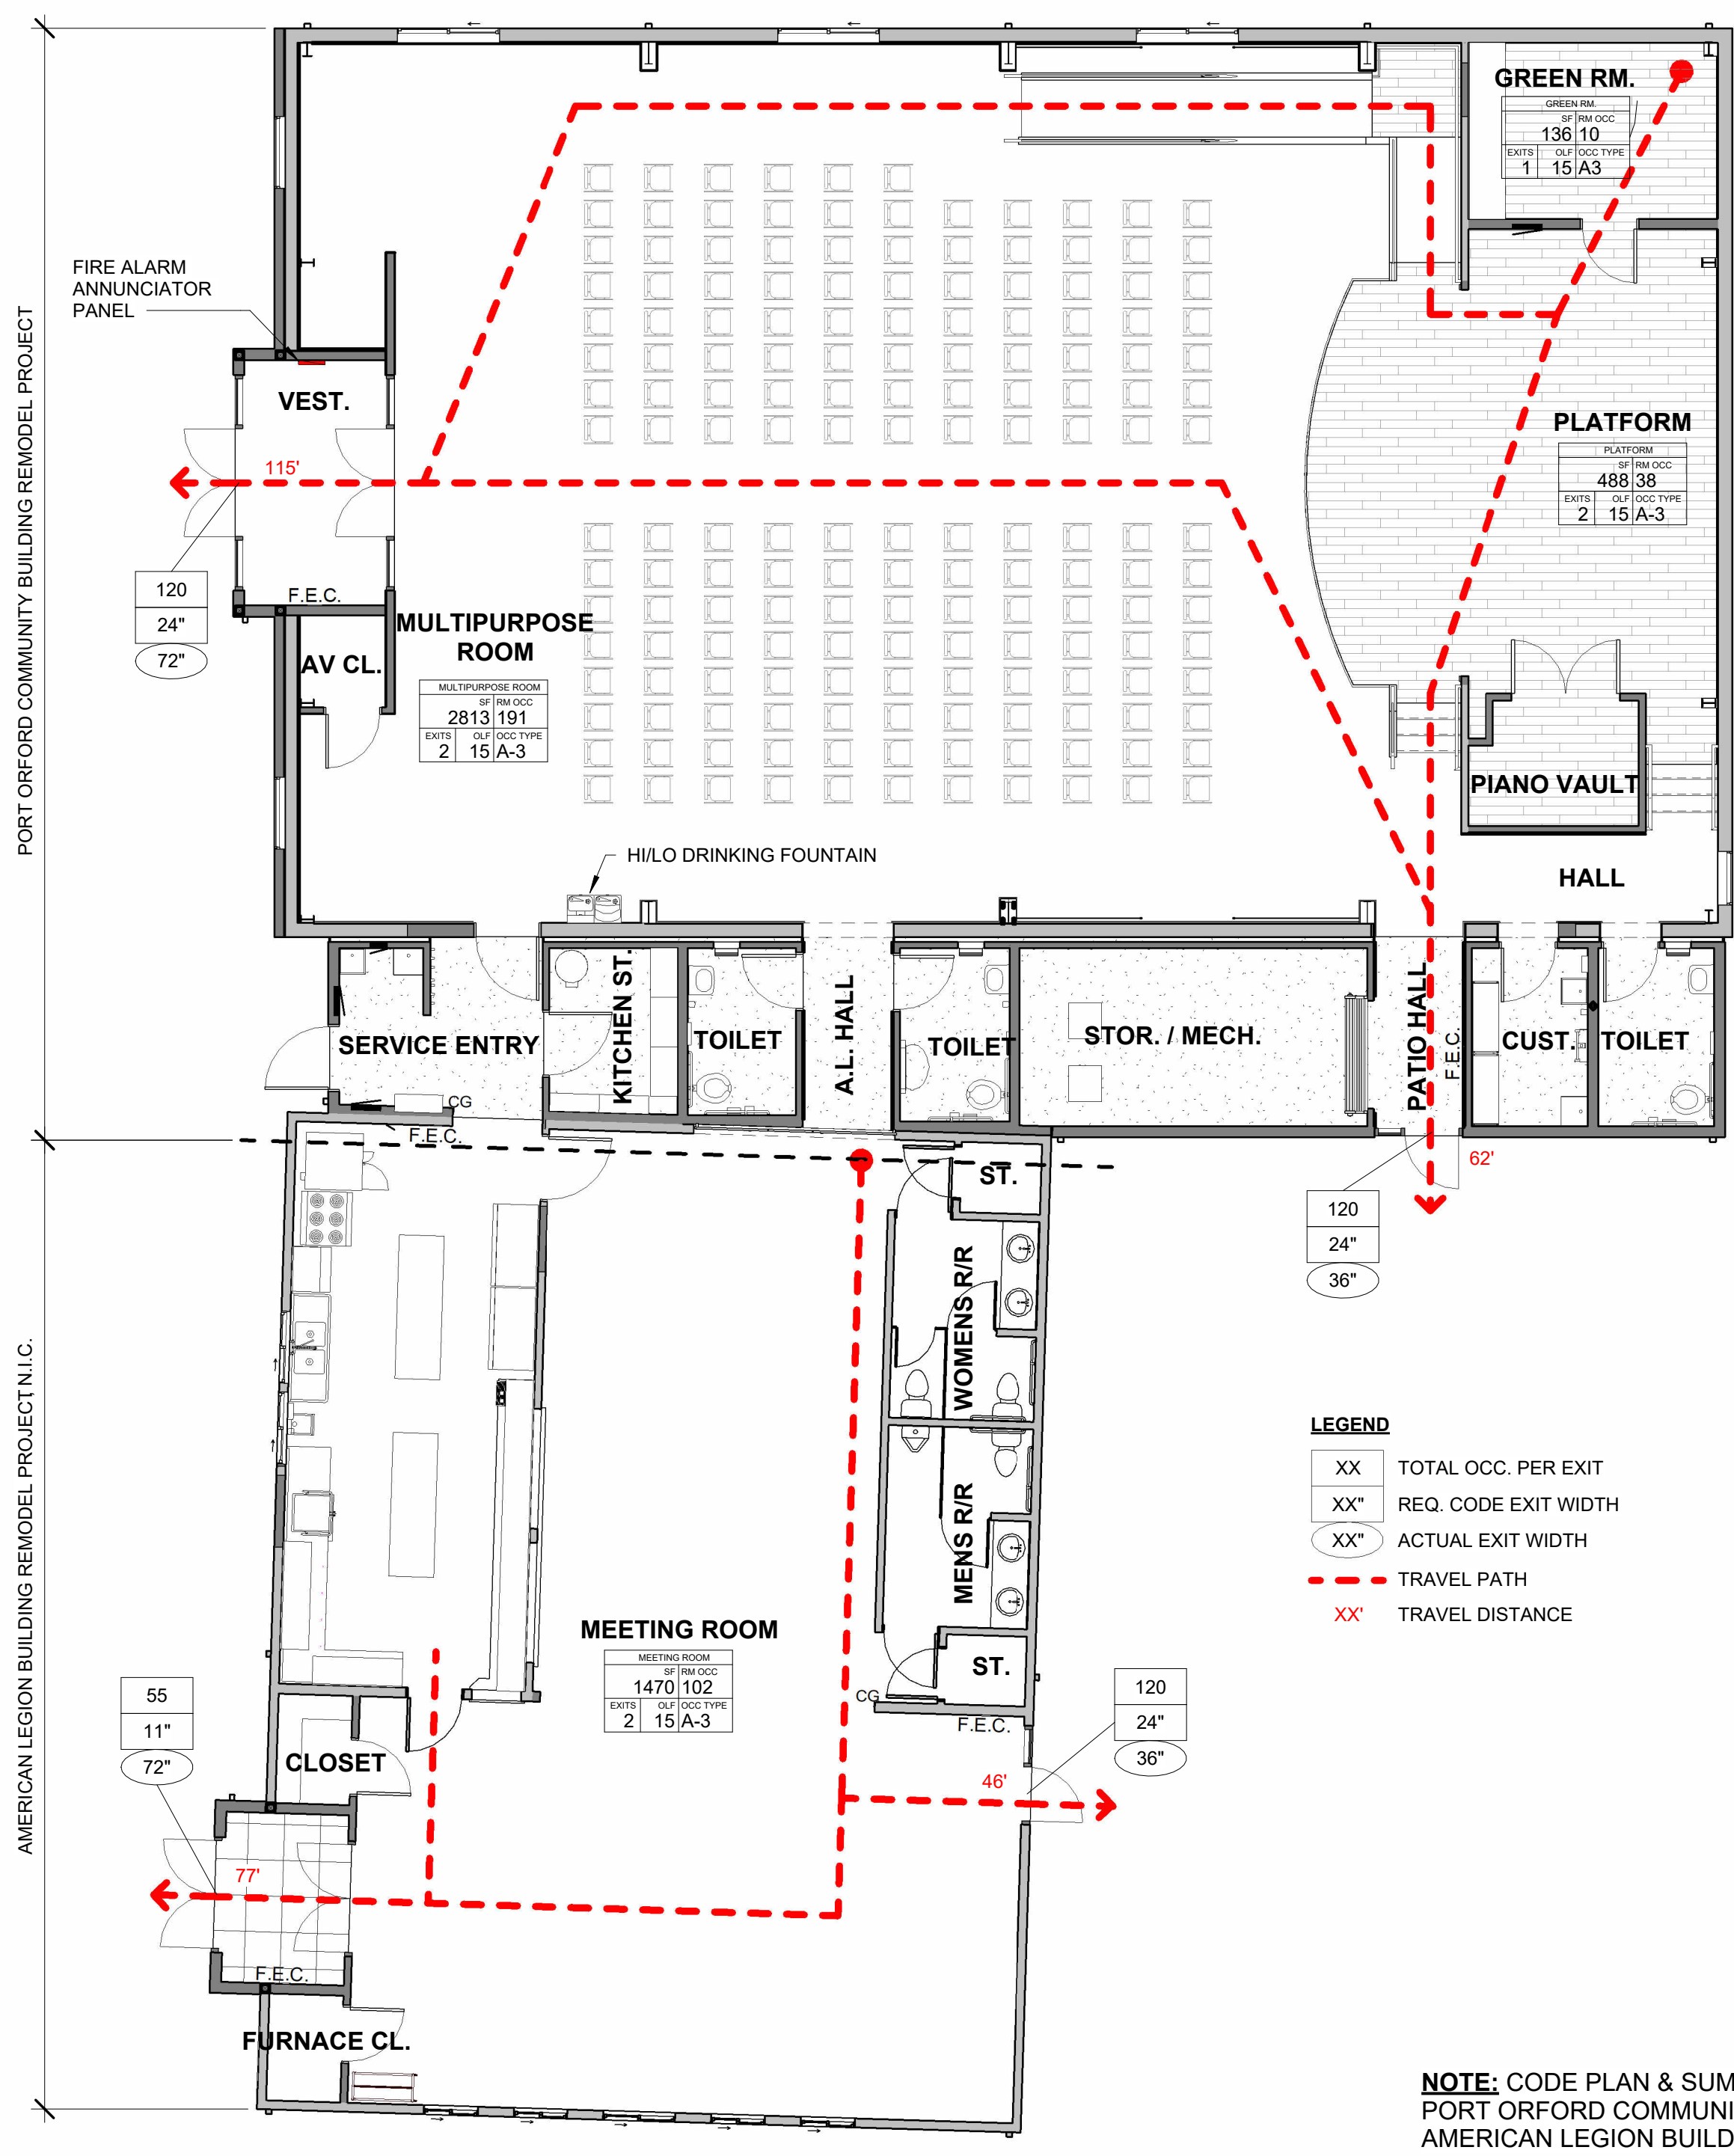 GREEN RM.
GREEN RM.
SF RM OCC
136 10
EXITS OLF OCC TYPE
1 15 A3
FIRE ALARM
ANNUNCIATOR
PANEL
PORT ORFORD COMMUNITY BUILDING REMODEL PROJECT
VEST.
115'
PLATFORM
PLATFORM
SF RM OCC
488 38
EXITS OLF OCC TYPE
2 15 A-3
120
24"
72"
F.E.C.
MULTIPURPOSE
ROOM
AV CL.
MULTIPURPOSE ROOM
SF RM OCC
2813 191
EXITS OLF OCC TYPE
2 15 A-3
PIANO VAULT
HI/LO DRINKING FOUNTAIN
HALL
SERVICE ENTRY
KITCHEN ST.
TOILET
A.L. HALL
TOILET
STOR. / MECH.
PATIO HALL
F.E.C.
CUST.
TOILET
CG
F.E.C.
62'
120
24"
36"
ST.
WOMENS R/R
MENS R/R
AMERICAN LEGION BUILDING REMODEL PROJECT, N.I.C.
LEGEND
XX TOTAL OCC. PER EXIT
XX" REQ. CODE EXIT WIDTH
XX" ACTUAL EXIT WIDTH
TRAVEL PATH
XX' TRAVEL DISTANCE
MEETING ROOM
MEETING ROOM
SF RM OCC
1470 102
EXITS OLF OCC TYPE
2 15 A-3
ST.
CG
F.E.C.
120
24"
36"
46'
55
11"
72"
CLOSET
77'
F.E.C.
FURNACE CL.
NOTE: CODE PLAN & SUM
PORT ORFORD COMMUNI
AMERICAN LEGION BUILD